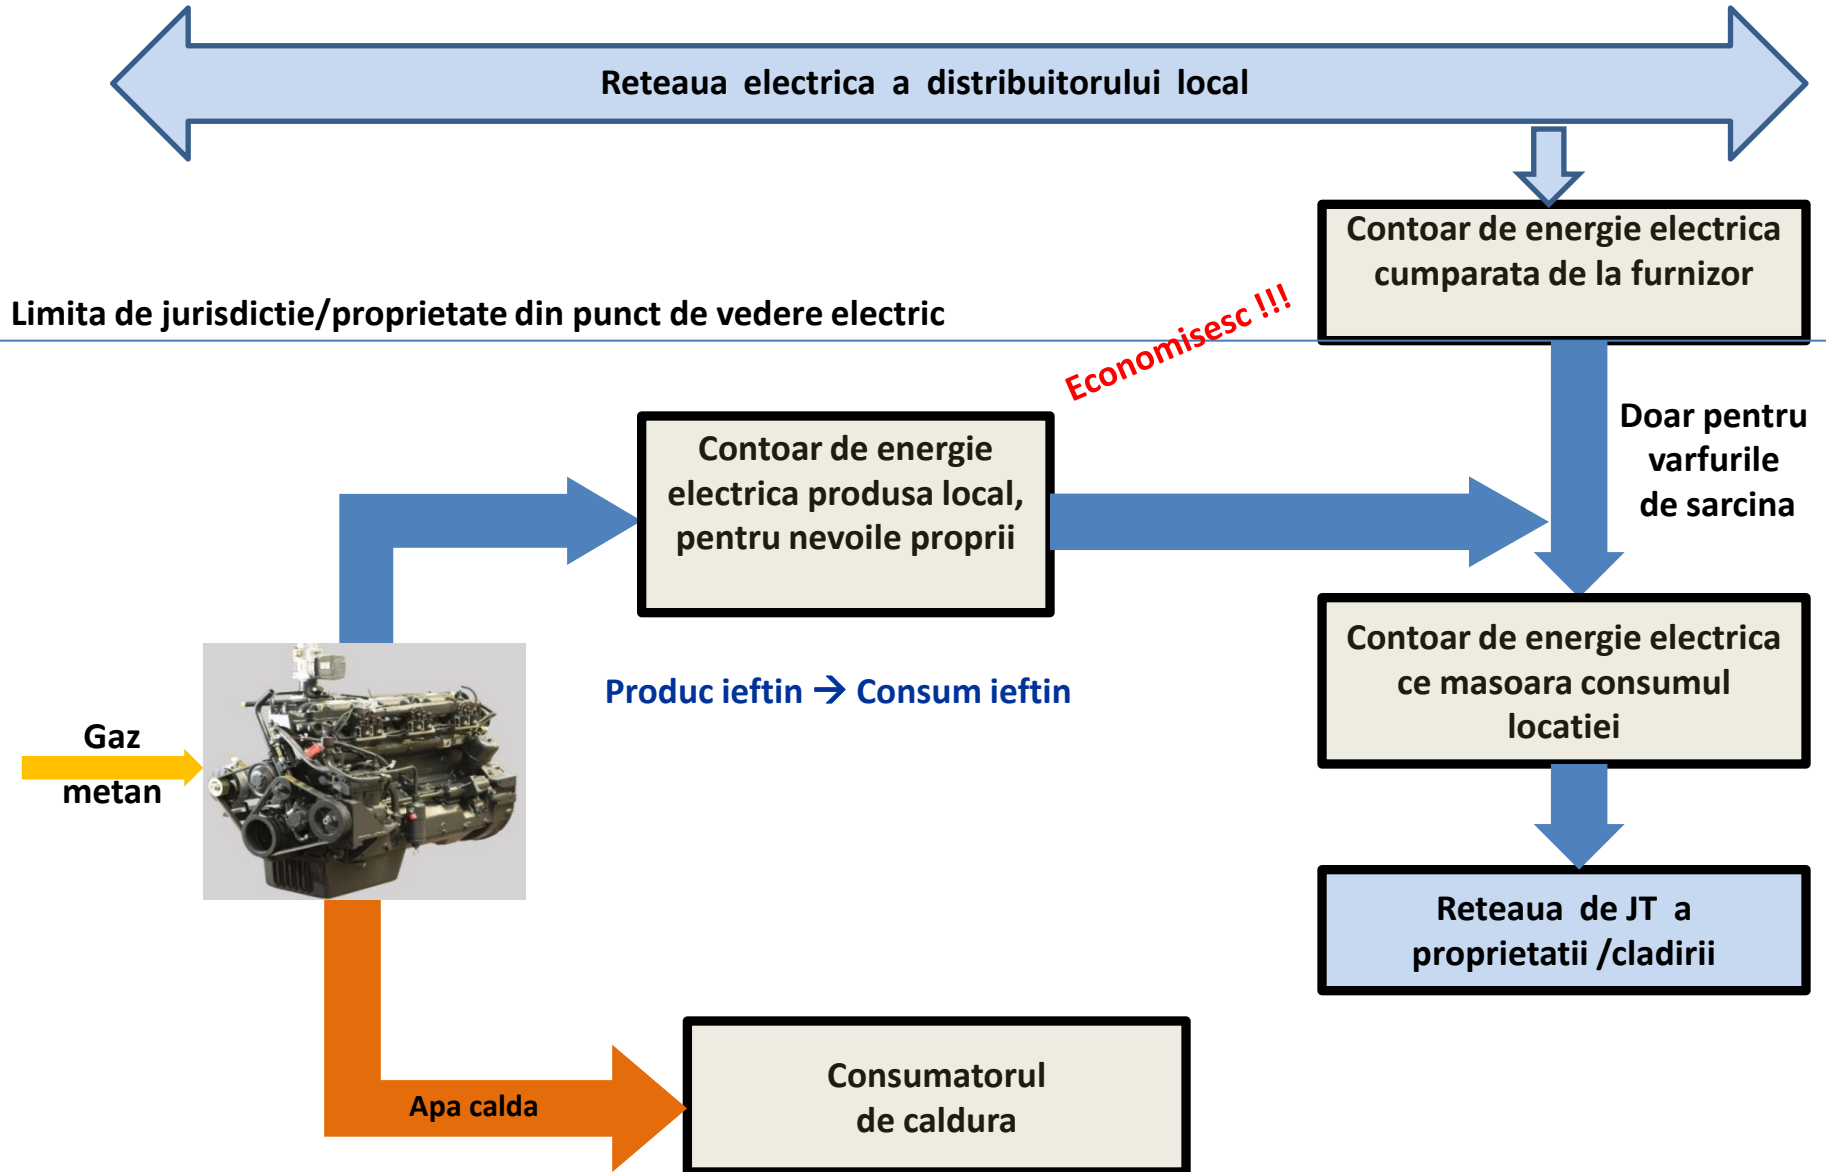 Reteaua electrica a distribuitorului local
Contoar de energie electrica
cumparata de la furnizor
Limita de jurisdictie/proprietate din punct de vedere electric
Economisesc !!!
Doar pentru
varfurile
de sarcina
Contoar de energie
electrica produsa local,
pentru nevoile proprii
Contoar de energie electrica
ce masoara consumul
locatiei
Produc ieftin → Consum ieftin
Gaz
metan
Reteaua de JT a
proprietatii /cladirii
Apa calda
Consumatorul
de caldura